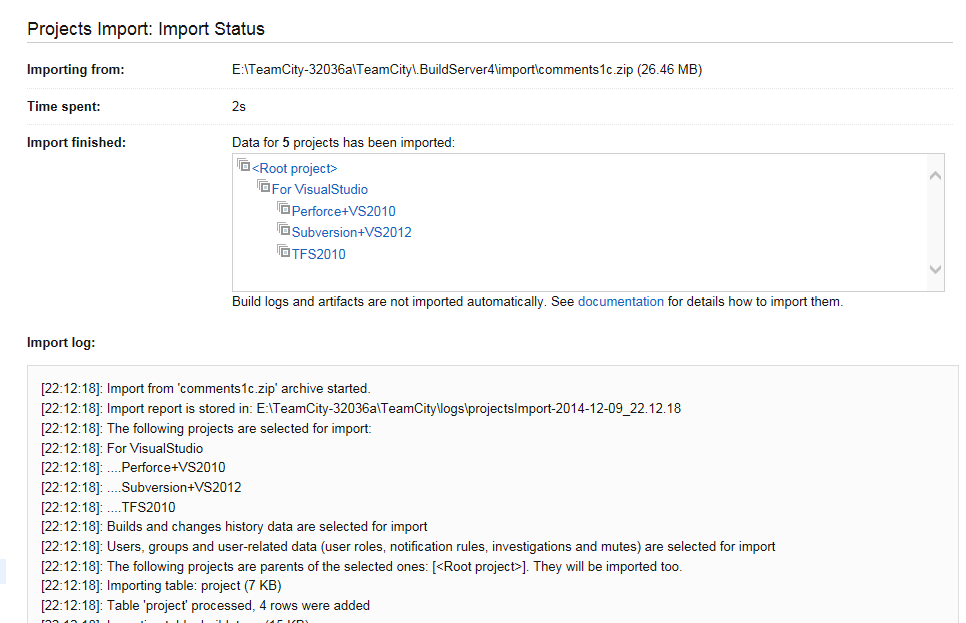 Projects Import: Import Status
Importing from: E:\TeamCity-32036a\TeamCity\.BuildServer4\import\comments1c.zip (26.46 MB)
Time spent: 2s
Import finished: Data for 5 projects has been imported:
<Root project>
For VisualStudio
Perforce+VS2010
Subversion+VS2012
TFS2010
Build logs and artifacts are not imported automatically. See documentation for details how to import them.
Import log:
[22:12:18]: Import from 'comments1c.zip' archive started.
[22:12:18]: Import report is stored in: E:\TeamCity-32036a\TeamCity\logs\projectsImport-2014-12-09_22.12.18
[22:12:18]: The following projects are selected for import:
[22:12:18]: For VisualStudio
[22:12:18]: ....Perforce+VS2010
[22:12:18]: ....Subversion+VS2012
[22:12:18]: ....TFS2010
[22:12:18]: Builds and changes history data are selected for import
[22:12:18]: Users, groups and user-related data (user roles, notification rules, investigations and mutes) are selected for import
[22:12:18]: The following projects are parents of the selected ones: [<Root project>]. They will be imported too.
[22:12:18]: Importing table: project (7 KB)
[22:12:18]: Table 'project' processed, 4 rows were added